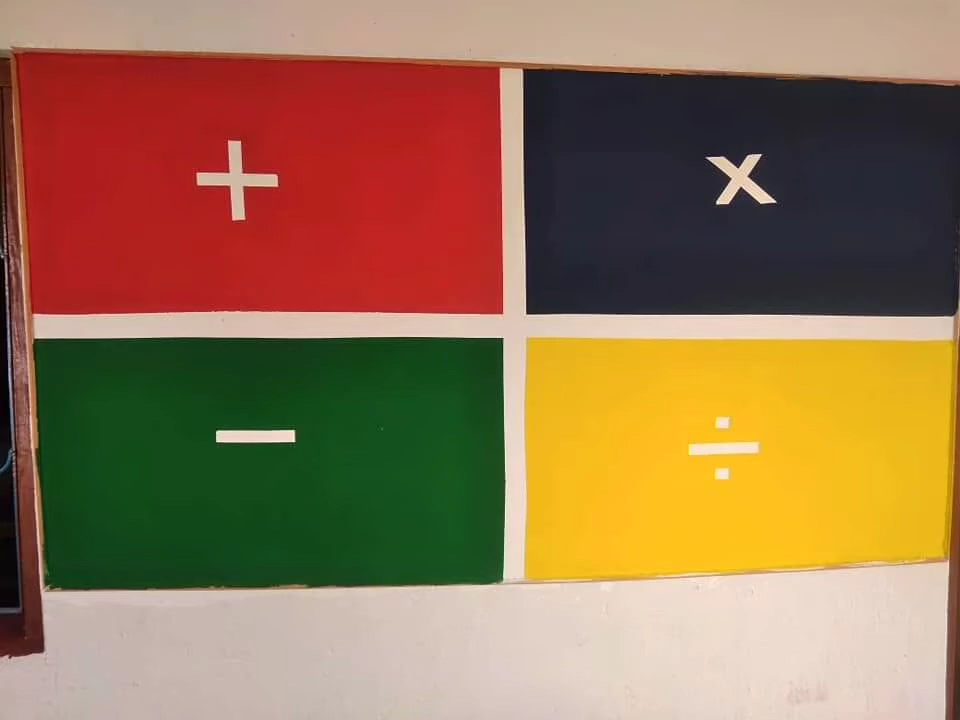 + ×
− ÷